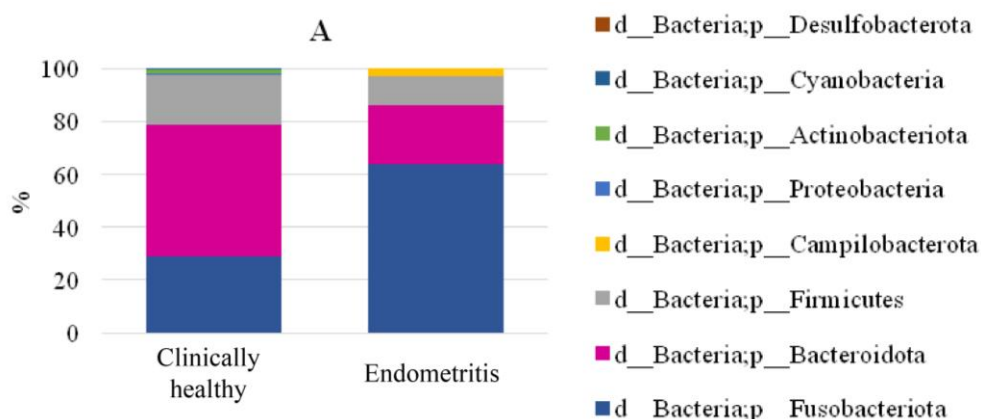 A
100
80
60
40
20
0
%
Clinically
healthy
Endometritis
d__Bacteria;p__Desulfobacterota
d__Bacteria;p__Cyanobacteria
d__Bacteria;p__Actinobacteriota
d__Bacteria;p__Proteobacteria
d__Bacteria;p__Campilobacterota
d__Bacteria;p__Firmicutes
d__Bacteria;p__Bacteroidota
d__Bacteria;p__Fusobacteriota